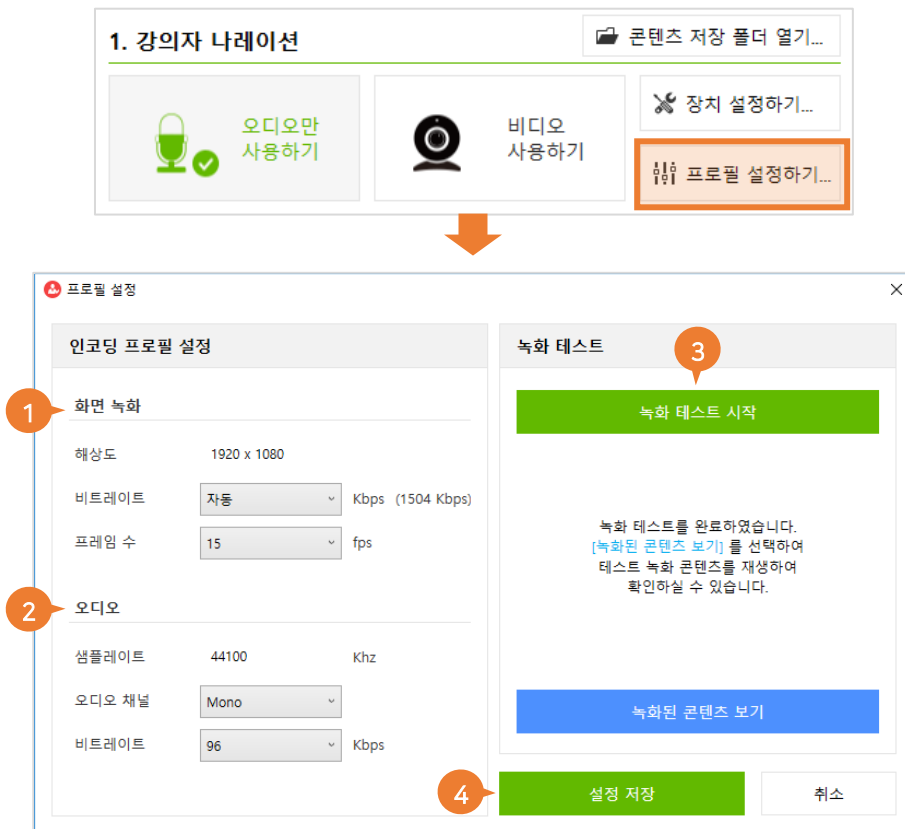 1. 강의자 나레이션
콘텐츠 저장 폴더 열기...
오디오만
사용하기
비디오
사용하기
장치 설정하기...
프로필 설정하기...
프로필 설정
인코딩 프로필 설정
1
화면 녹화
해상도 1920 x 1080
비트레이트 자동 Kbps (1504 Kbps)
프레임 수 15 fps
2
오디오
샘플레이트 44100 Khz
오디오 채널 Mono
비트레이트 96 Kbps
녹화 테스트
3
녹화 테스트 시작
녹화 테스트를 완료하였습니다.
[녹화된 콘텐츠 보기] 를 선택하여
테스트 녹화 콘텐츠를 재생하여
확인하실 수 있습니다.
녹화된 콘텐츠 보기
4
설정 저장
취소